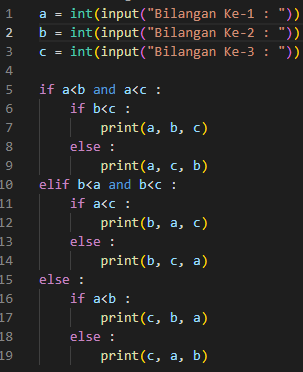 1 a = int(input("Bilangan Ke-1 : "))
2 b = int(input("Bilangan Ke-2 : "))
3 c = int(input("Bilangan Ke-3 : "))
4
5 if a<b and a<c :
6     if b<c :
7         print(a, b, c)
8     else :
9         print(a, c, b)
10 elif b<a and b<c :
11     if a<c :
12         print(b, a, c)
13     else :
14         print(b, c, a)
15 else :
16     if a<b :
17         print(c, b, a)
18     else :
19         print(c, a, b)